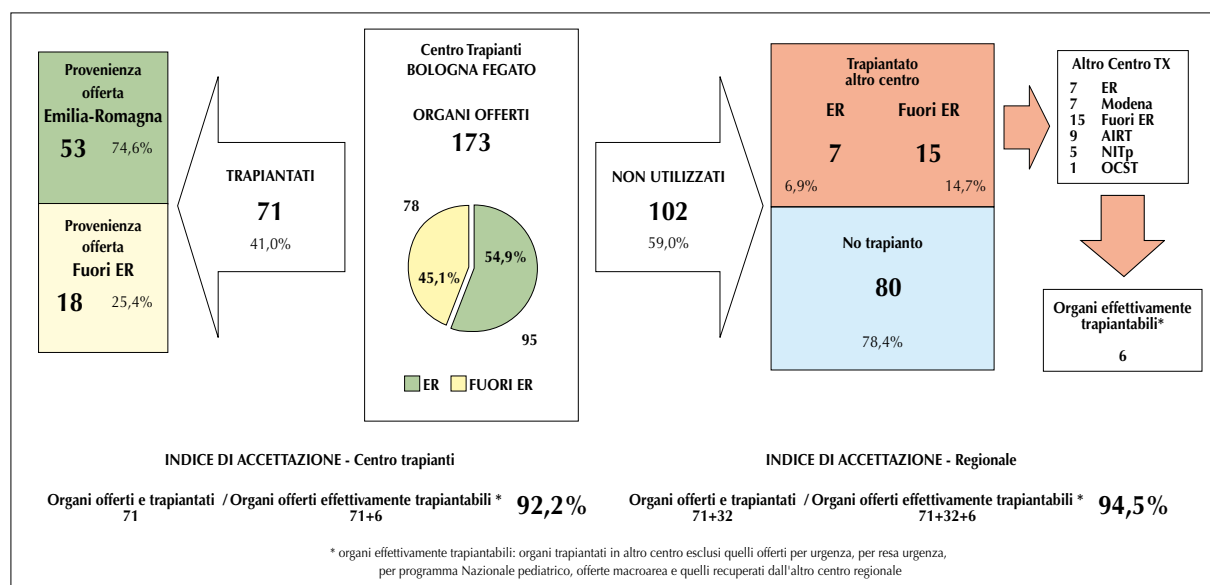 Provenienza
offerta
Emilia-Romagna
53 74,6%
Provenienza
offerta
Fuori ER
18 25,4%
TRAPIANTATI
71
41,0%
Centro Trapianti
BOLOGNA FEGATO
ORGANI OFFERTI
173
78
54,9%
45,1%
95
ER FUORI ER
NON UTILIZZATI
102
59,0%
Trapiantato
altro centro
ER Fuori ER
7 15
6,9% 14,7%
No trapianto
80
78,4%
Altro Centro TX
7 ER
7 Modena
15 Fuori ER
9 AIRT
5 NITp
1 OCST
Organi effettivamente
trapiantabili*
6
INDICE DI ACCETTAZIONE - Centro trapianti
Organi offerti e trapiantati / Organi offerti effettivamente trapiantabili * 92,2%
71 71+6
INDICE DI ACCETTAZIONE - Regionale
Organi offerti e trapiantati / Organi offerti effettivamente trapiantabili * 94,5%
71+32 71+32+6
* organi effettivamente trapiantabili: organi trapiantati in altro centro esclusi quelli offerti per urgenza, per resa urgenza,
per programma Nazionale pediatrico, offerte macroarea e quelli recuperati dall'altro centro regionale